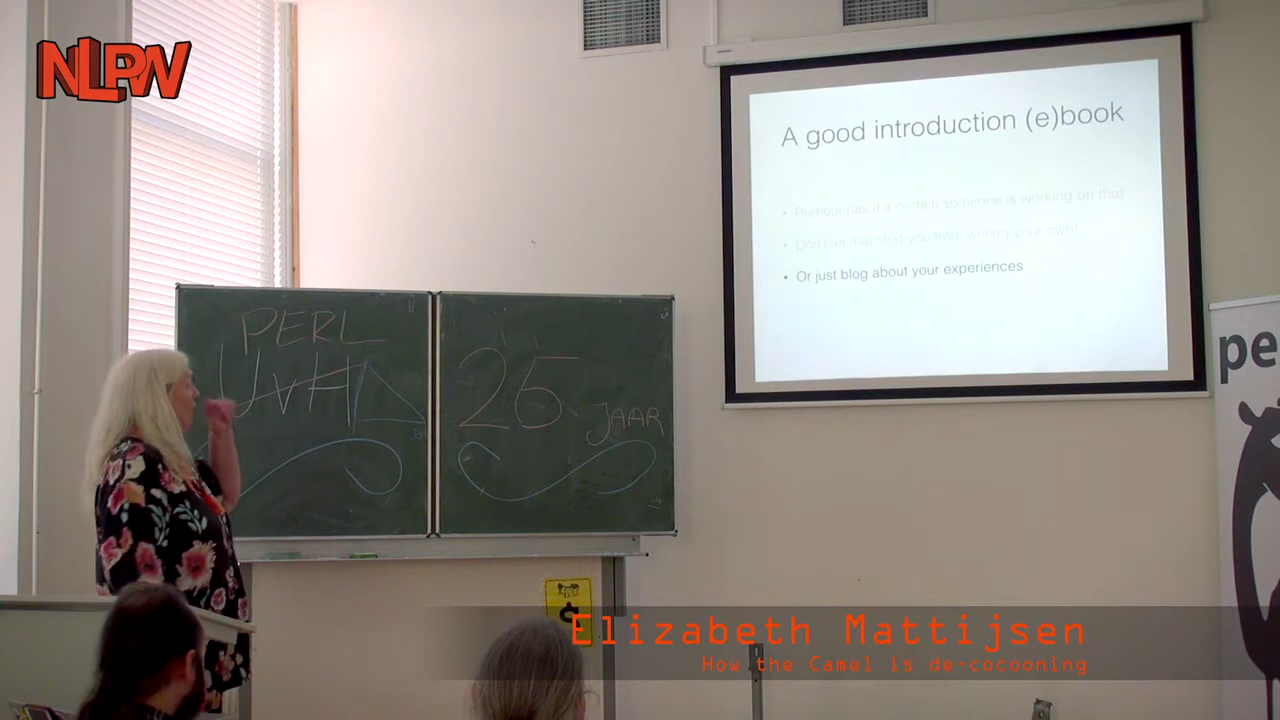 NLPW
A good introduction (e)book
• Rumour has it a certain someone is working on that
• Don't let that stop you from writing your own!
• Or just blog about your experiences
PERL
UvH
25
JAAR
pe
Elizabeth Mattijsen
How the Camel is de-cocooning